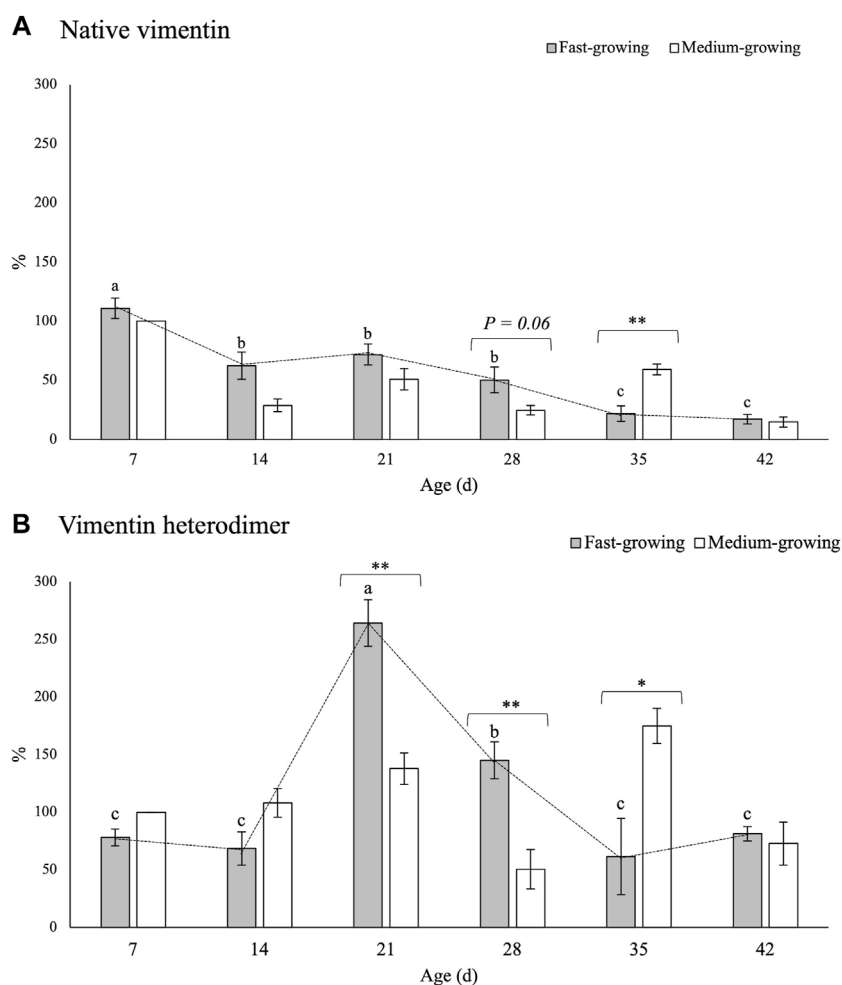 A Native vimentin
Fast-growing Medium-growing
300
250
200
150
100
50
0
%
a
b
b
P = 0.06
b
**
c
c
7 14 21 28 35 42
Age (d)
B Vimentin heterodimer
Fast-growing Medium-growing
300
250
200
150
100
50
0
%
**
a
**
b
*
c
c
c
c
7 14 21 28 35 42
Age (d)